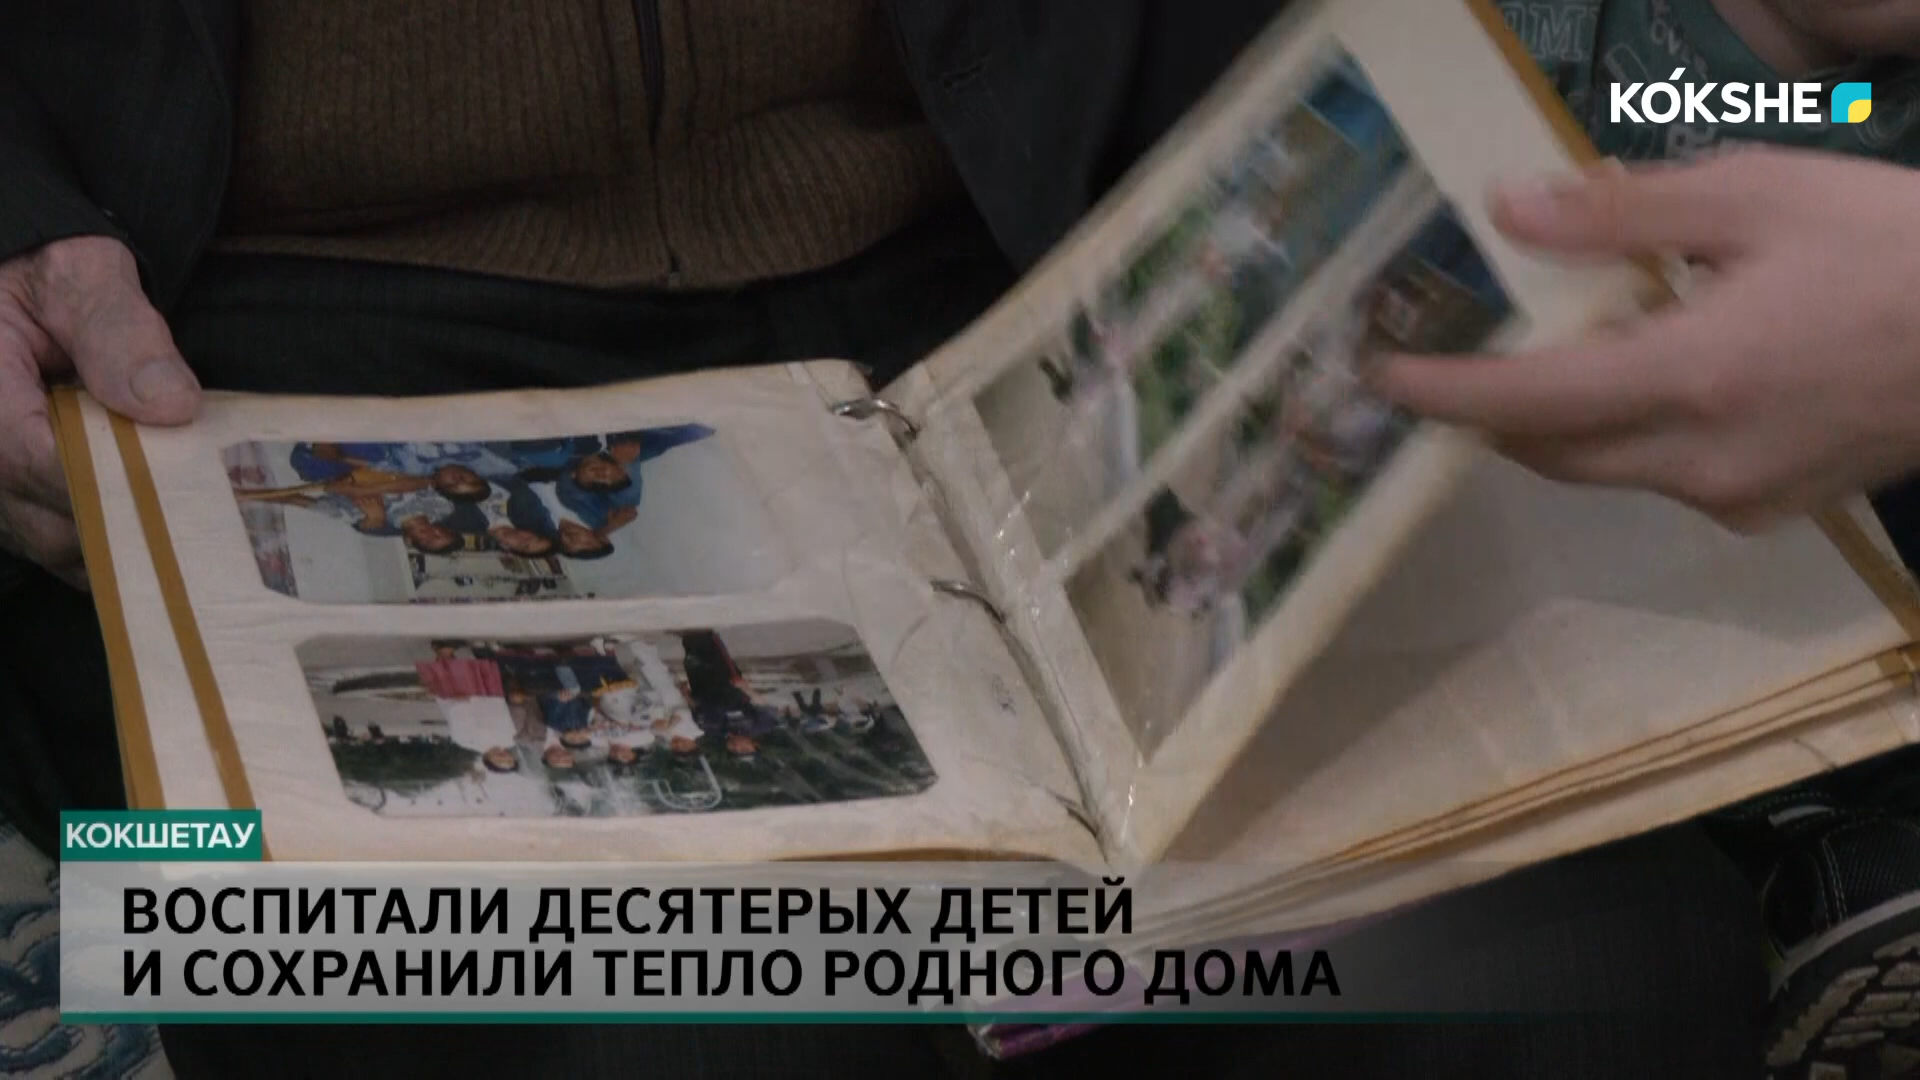 KÓKSHE
КОКШЕТАУ
ВОСПИТАЛИ ДЕСЯТЕРЫХ ДЕТЕЙ
И СОХРАНИЛИ ТЕПЛО РОДНОГО ДОМА